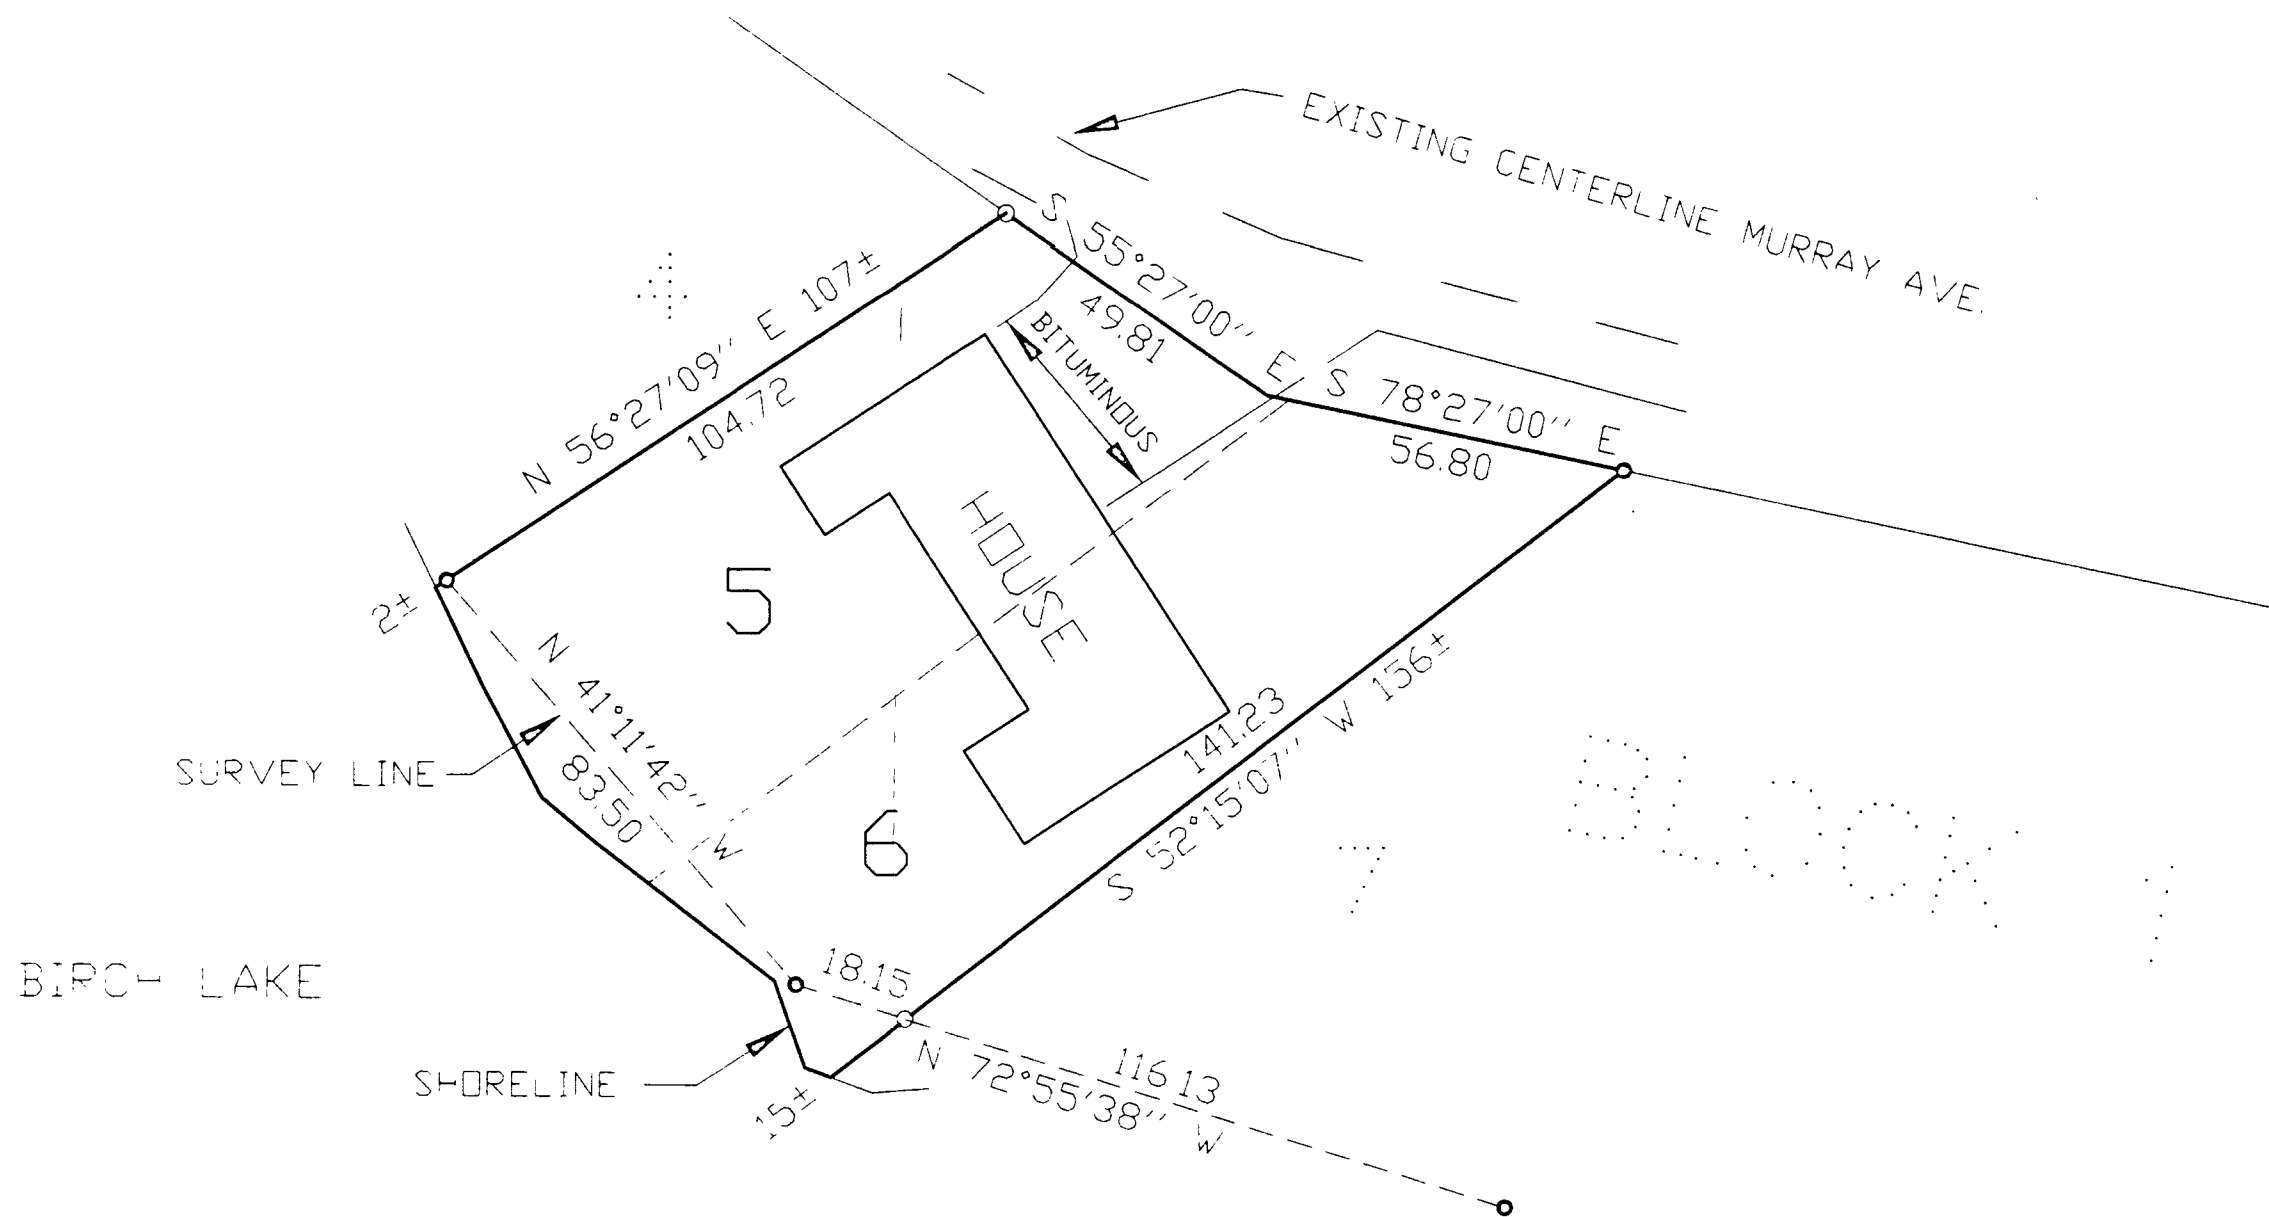 EXISTING CENTERLINE MURRAY AVE.
S 55°27'00" E
49.81
S 78°27'00" E
56.80
BITUMINOUS
4
N 56°27'09" E 107±
104.72
HOUSE
5
2±
N 41°11'42" W
83.50
SURVEY LINE
6
141.23
S 52°15'07" W 156±
7
BLOCK 1
BIRCH LAKE
18.15
SHORELINE
15±
116.13
N 72°55'38" W